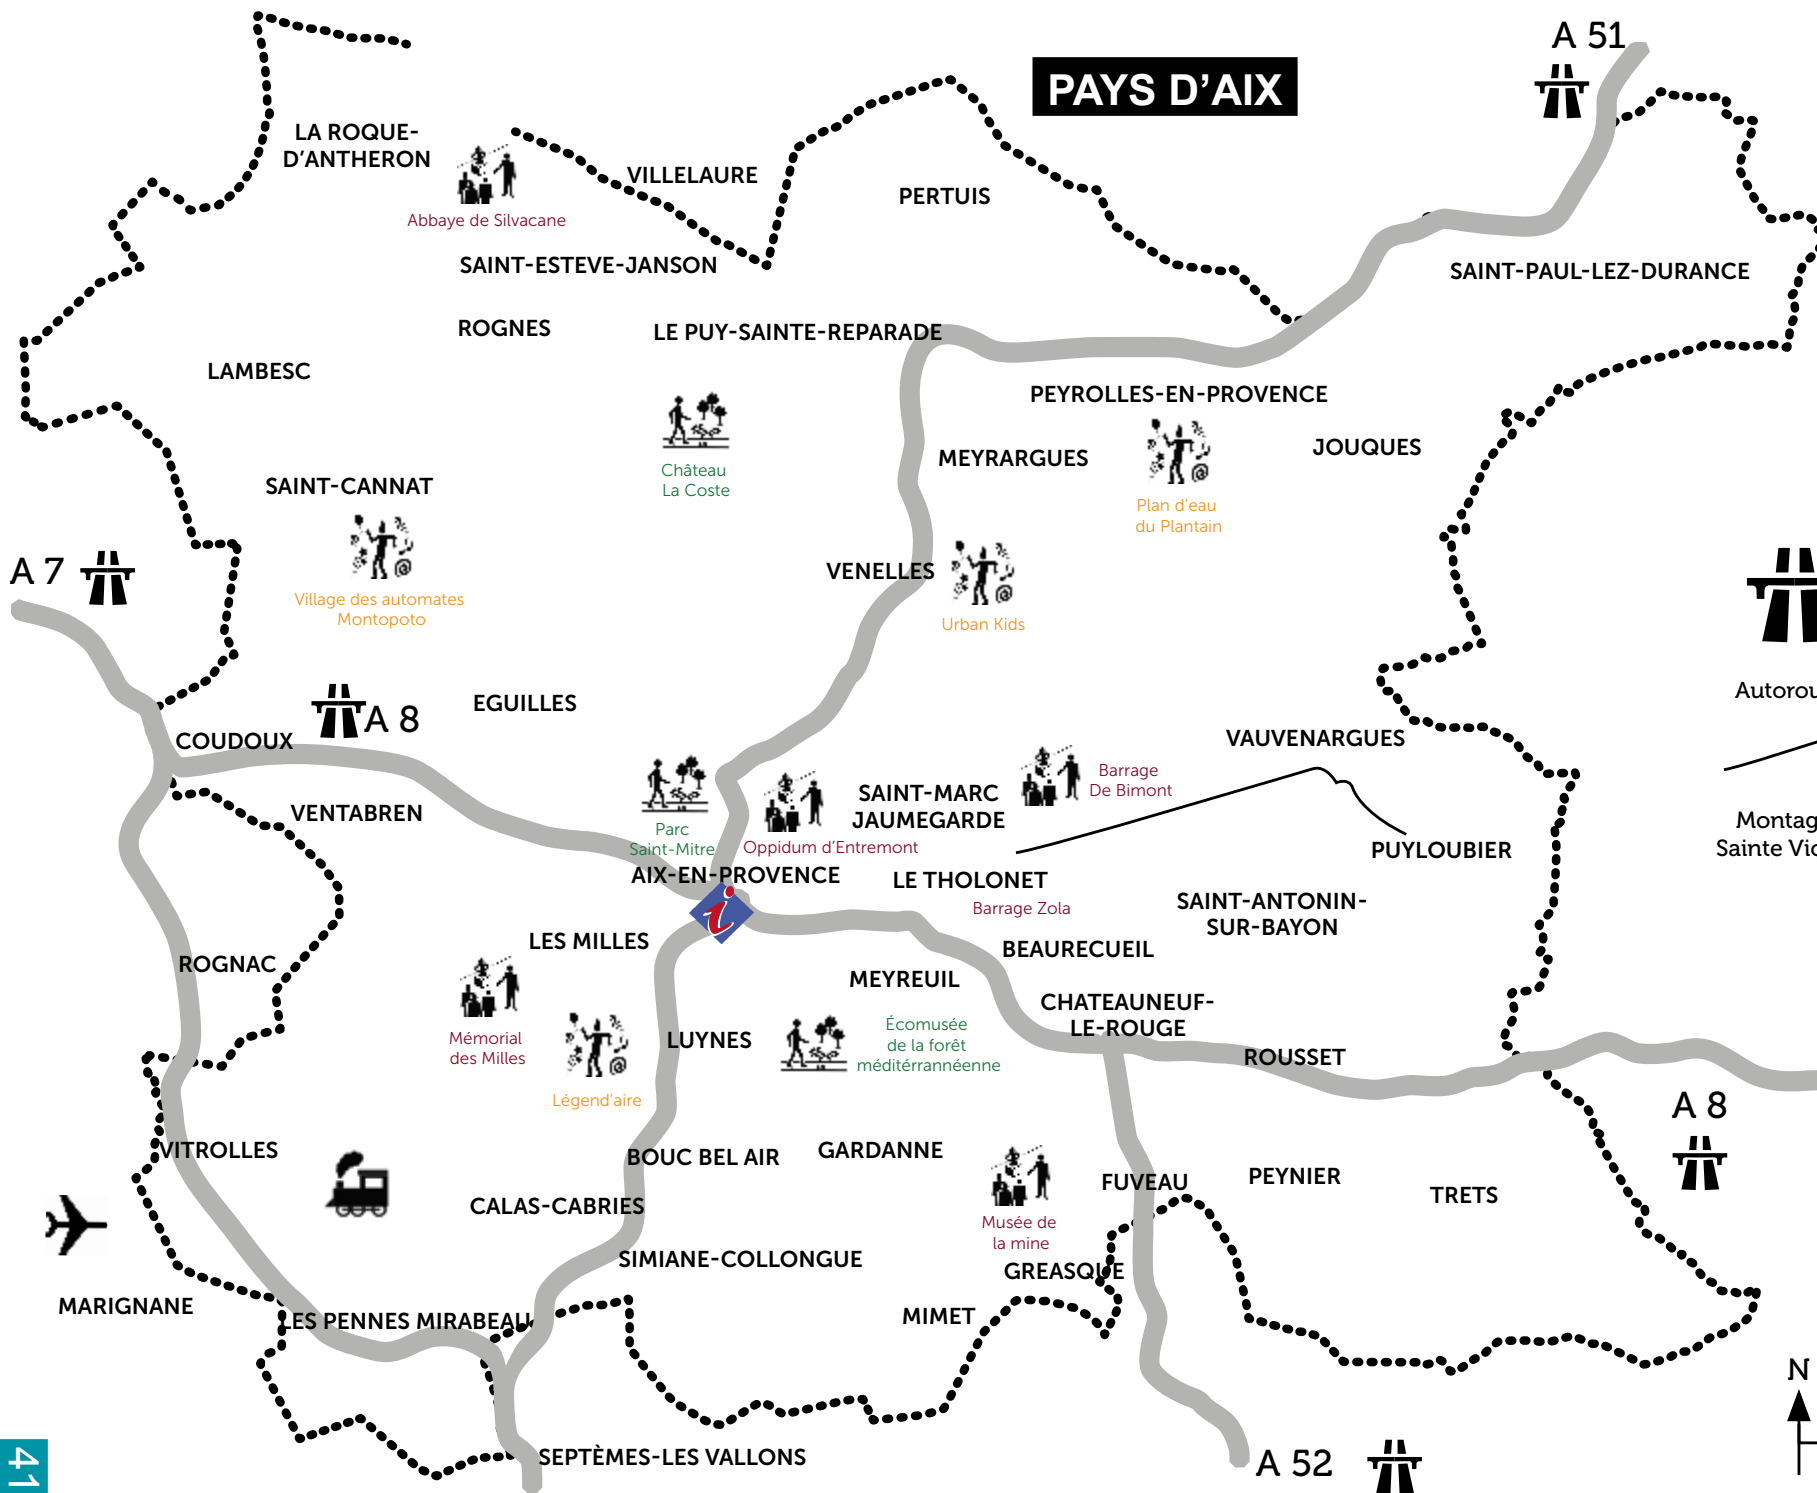 A 51
PAYS D'AIX
LA ROQUE-
D'ANTHERON
VILLELAURE
PERTUIS
Abbaye de Silvacane
SAINT-ESTEVE-JANSON
SAINT-PAUL-LEZ-DURANCE
ROGNES
LE PUY-SAINTE-REPARADE
LAMBESC
PEYROLLES-EN-PROVENCE
JOUQUES
MEYRARGUES
Château
La Coste
SAINT-CANNAT
Plan d'eau
du Plantain
A 7
VENELLES
Village des automates
Montopoto
Urban Kids
Autorou
EGUILLES
A 8
COUDOUX
VAUVENARGUES
Barrage
De Bimont
SAINT-MARC
JAUMEGARDE
VENTABREN
Parc
Saint-Mitre
Oppidum d'Entremont
Montag
Sainte Vic
PUYLOUBIER
AIX-EN-PROVENCE
LE THOLONET
Barrage Zola
SAINT-ANTONIN-
SUR-BAYON
i
LES MILLES
BEAURECUEIL
ROGNAC
MEYREUIL
CHATEAUNEUF-
LE-ROUGE
Mémorial
des Milles
LUYNES
Écomusée
de la forêt
méditérrannéenne
ROUSSET
Légend'aire
A 8
VITROLLES
BOUC BEL AIR
GARDANNE
FUVEAU
PEYNIER
TRETS
CALAS-CABRIES
Musée de
la mine
SIMIANE-COLLONGUE
GREASQUE
MARIGNANE
LES PENNES MIRABEAU
MIMET
N
SEPTÈMES-LES VALLONS
A 52
41